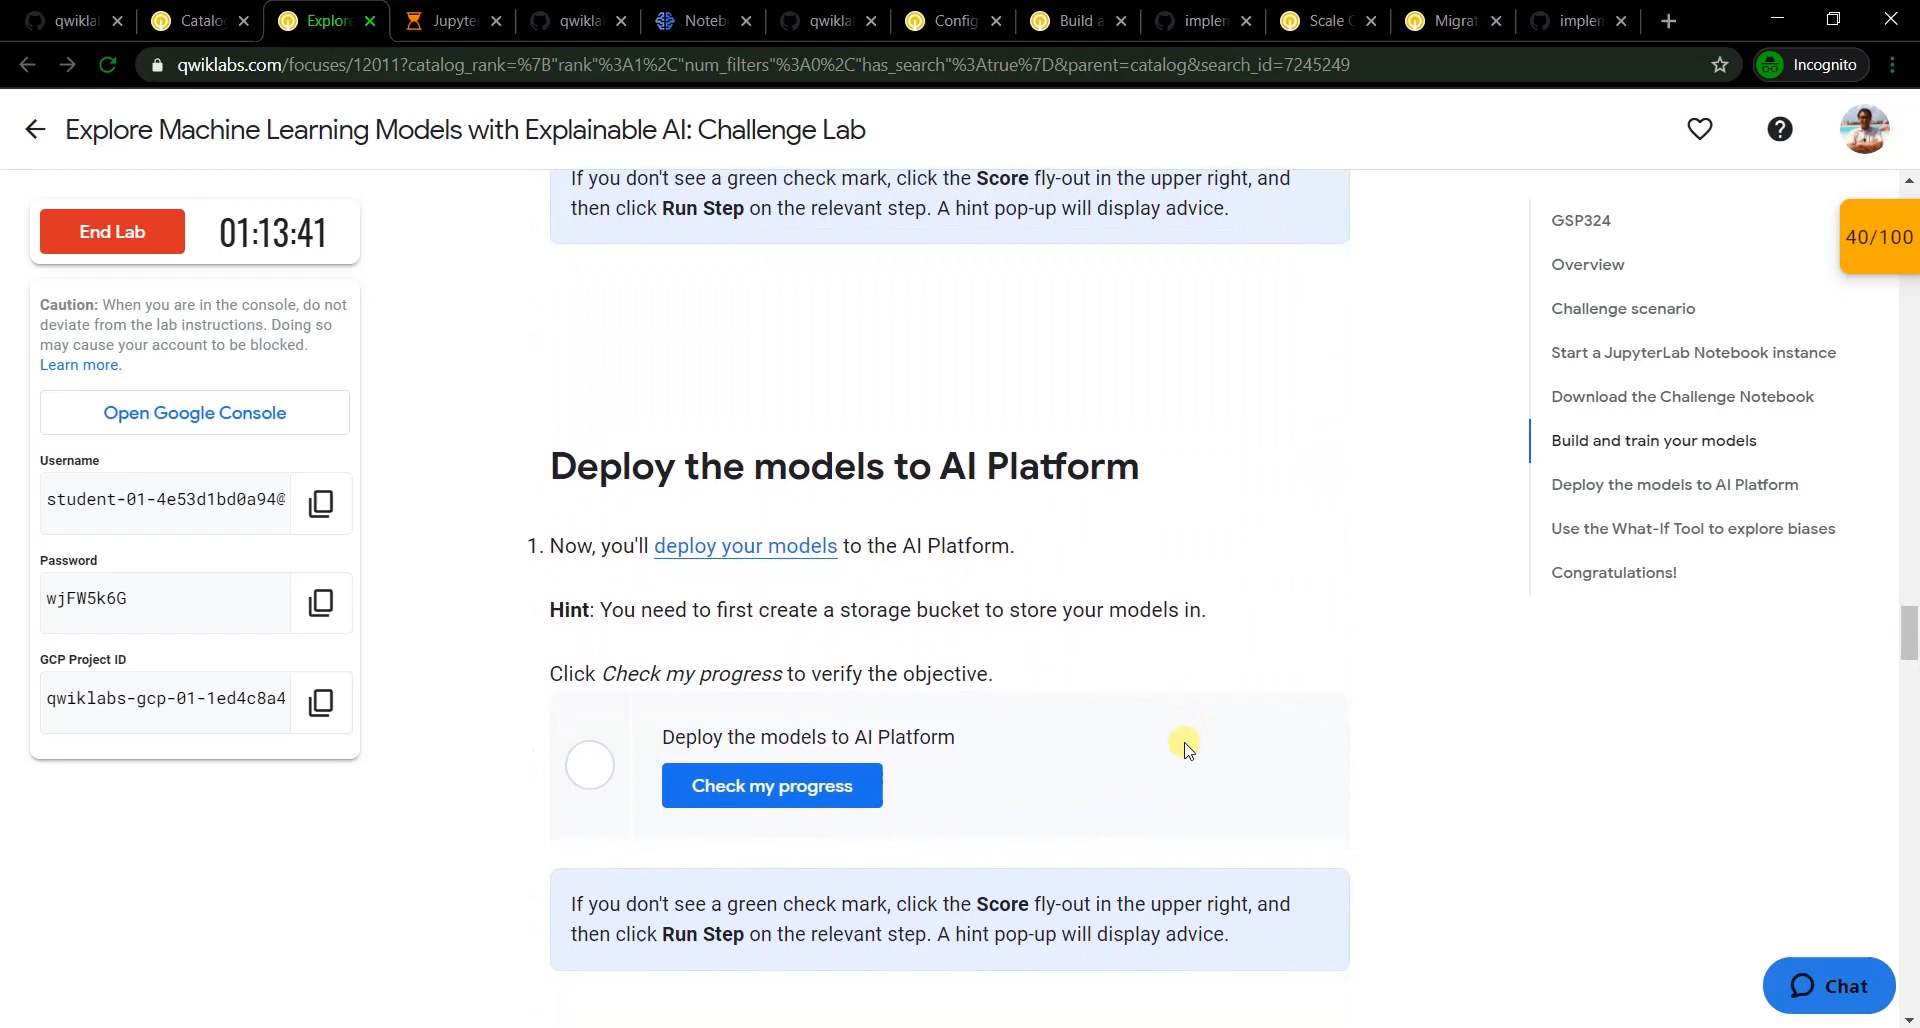 qwikla
Catalo
Explor
Jupyte
qwikla
Noteb
qwikla
Config
Build a
implen
Scale
Migrat
implen
qwiklabs.com/focuses/12011?catalog_rank=%7B"rank"%3A1%2C"num_filters"%3A0%2C"has_search"%3Atrue%7D&parent=catalog&search_id=7245249
Incognito
Explore Machine Learning Models with Explainable AI: Challenge Lab
End Lab
01:13:41
Caution: When you are in the console, do not
deviate from the lab instructions. Doing so
may cause your account to be blocked.
Learn more.
Open Google Console
Username
student-01-4e53d1bd0a94@
Password
wjFW5k6G
GCP Project ID
qwiklabs-gcp-01-1ed4c8a4
If you don't see a green check mark, click the Score fly-out in the upper right, and
then click Run Step on the relevant step. A hint pop-up will display advice.
Deploy the models to AI Platform
1. Now, you'll deploy your models to the AI Platform.
Hint: You need to first create a storage bucket to store your models in.
Click Check my progress to verify the objective.
Deploy the models to AI Platform
Check my progress
If you don't see a green check mark, click the Score fly-out in the upper right, and
then click Run Step on the relevant step. A hint pop-up will display advice.
GSP324
Overview
Challenge scenario
Start a JupyterLab Notebook instance
Download the Challenge Notebook
Build and train your models
Deploy the models to AI Platform
Use the What-If Tool to explore biases
Congratulations!
40/100
Chat